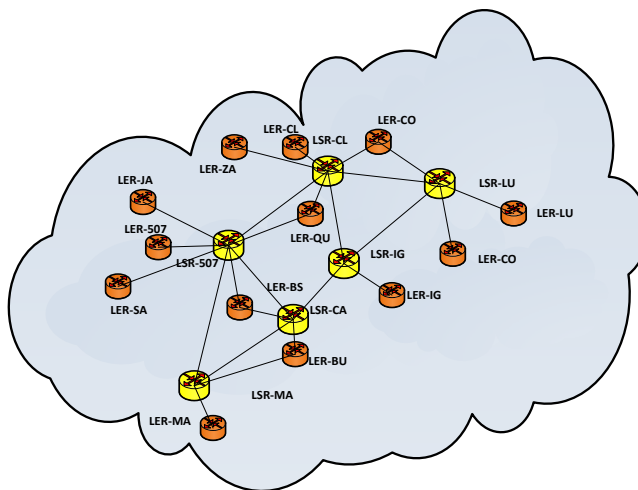 LER-CO
LER-CL
LSR-CL
LER-ZA
LER-JA
LSR-LU
LER-LU
LER-507
LER-QU
LSR-IG
LSR-507
LER-CO
LER-BS
LER-IG
LER-SA
LSR-CA
LER-BU
LSR-MA
LER-MA